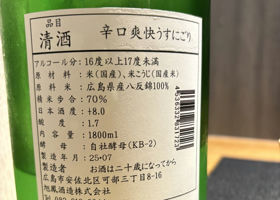 品目
清酒 辛口爽快うすにごり
アルコール分：16度以上17度未満
原材料：米（国産）、米こうじ（国産米）
原料米：広島県産八反錦100％
精米歩合：70％
日本酒度：+8.0
酸度：1.7
内容量：1800ml
酵母：自社酵母（KB-2）
製造年月：25・07
お酒は二十歳になってから
製造者 広島市安佐北区可部三丁目8-16
旭鳳酒造株式会社